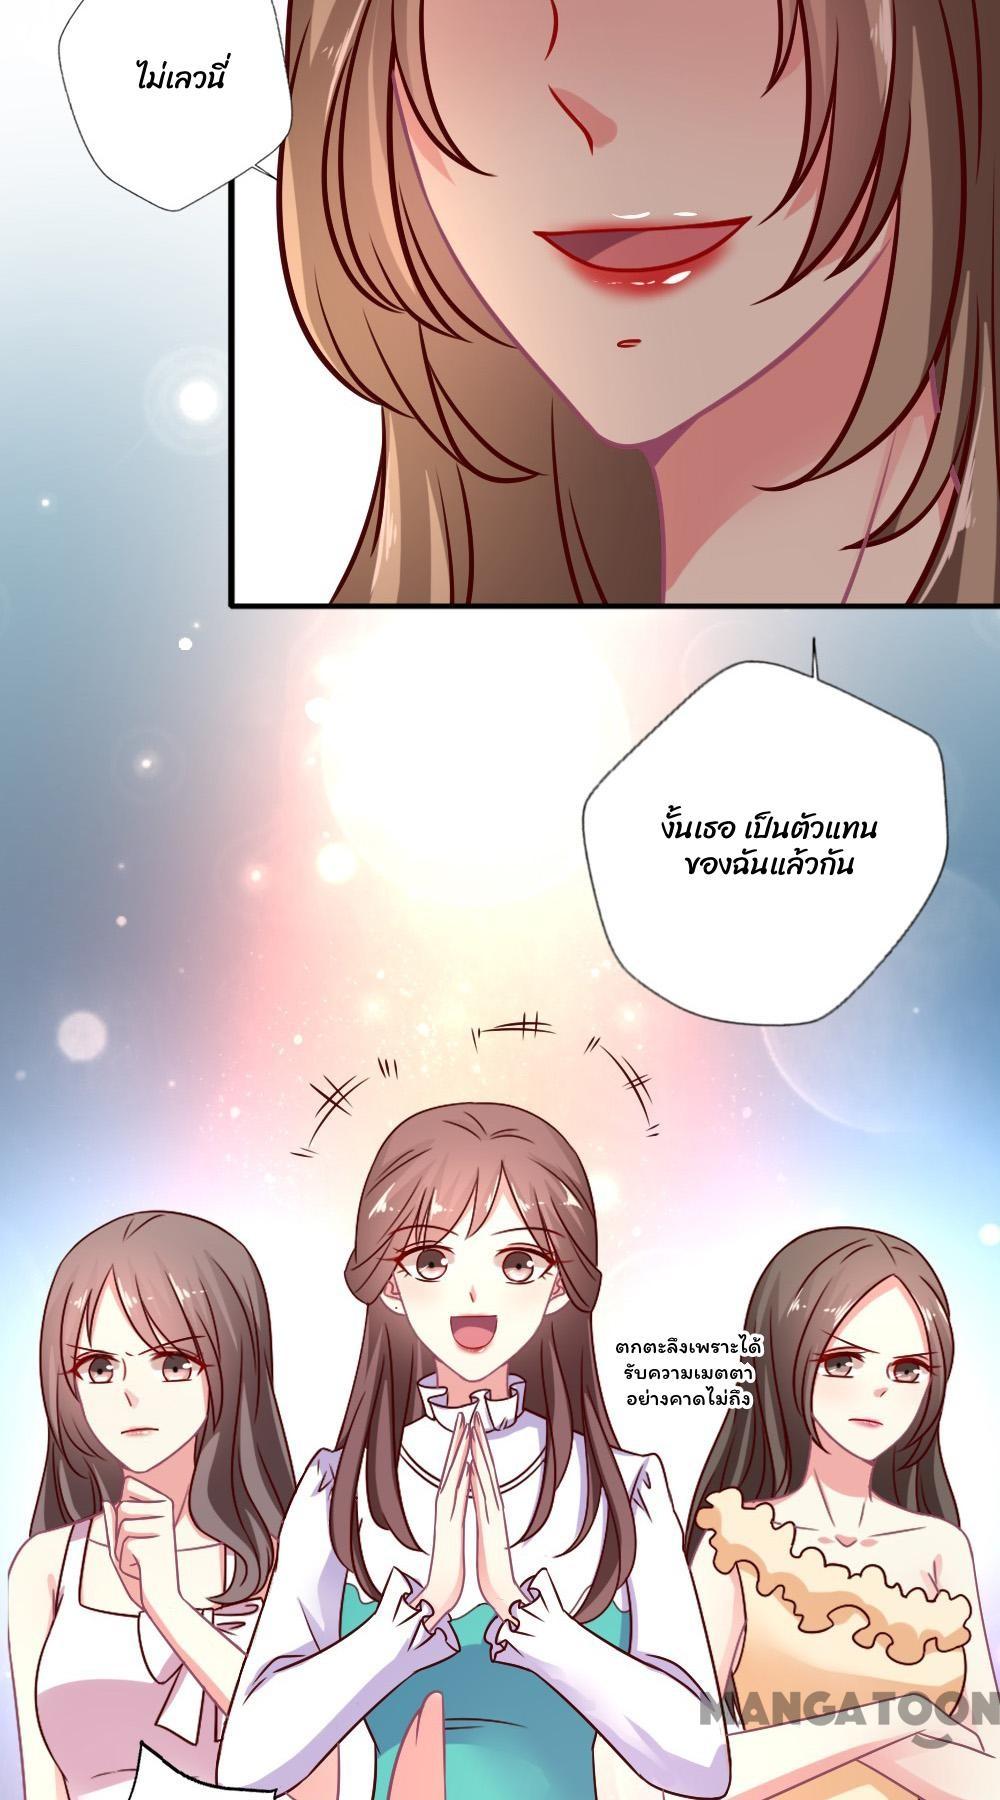 ไม่เลวนี่
งั้นเธอ เป็นตัวแทน
ของฉันแล้วกัน
ตกตะลึงเพราะได้
รับความเมตตา
อย่างคาดไม่ถึง
MANGATOON